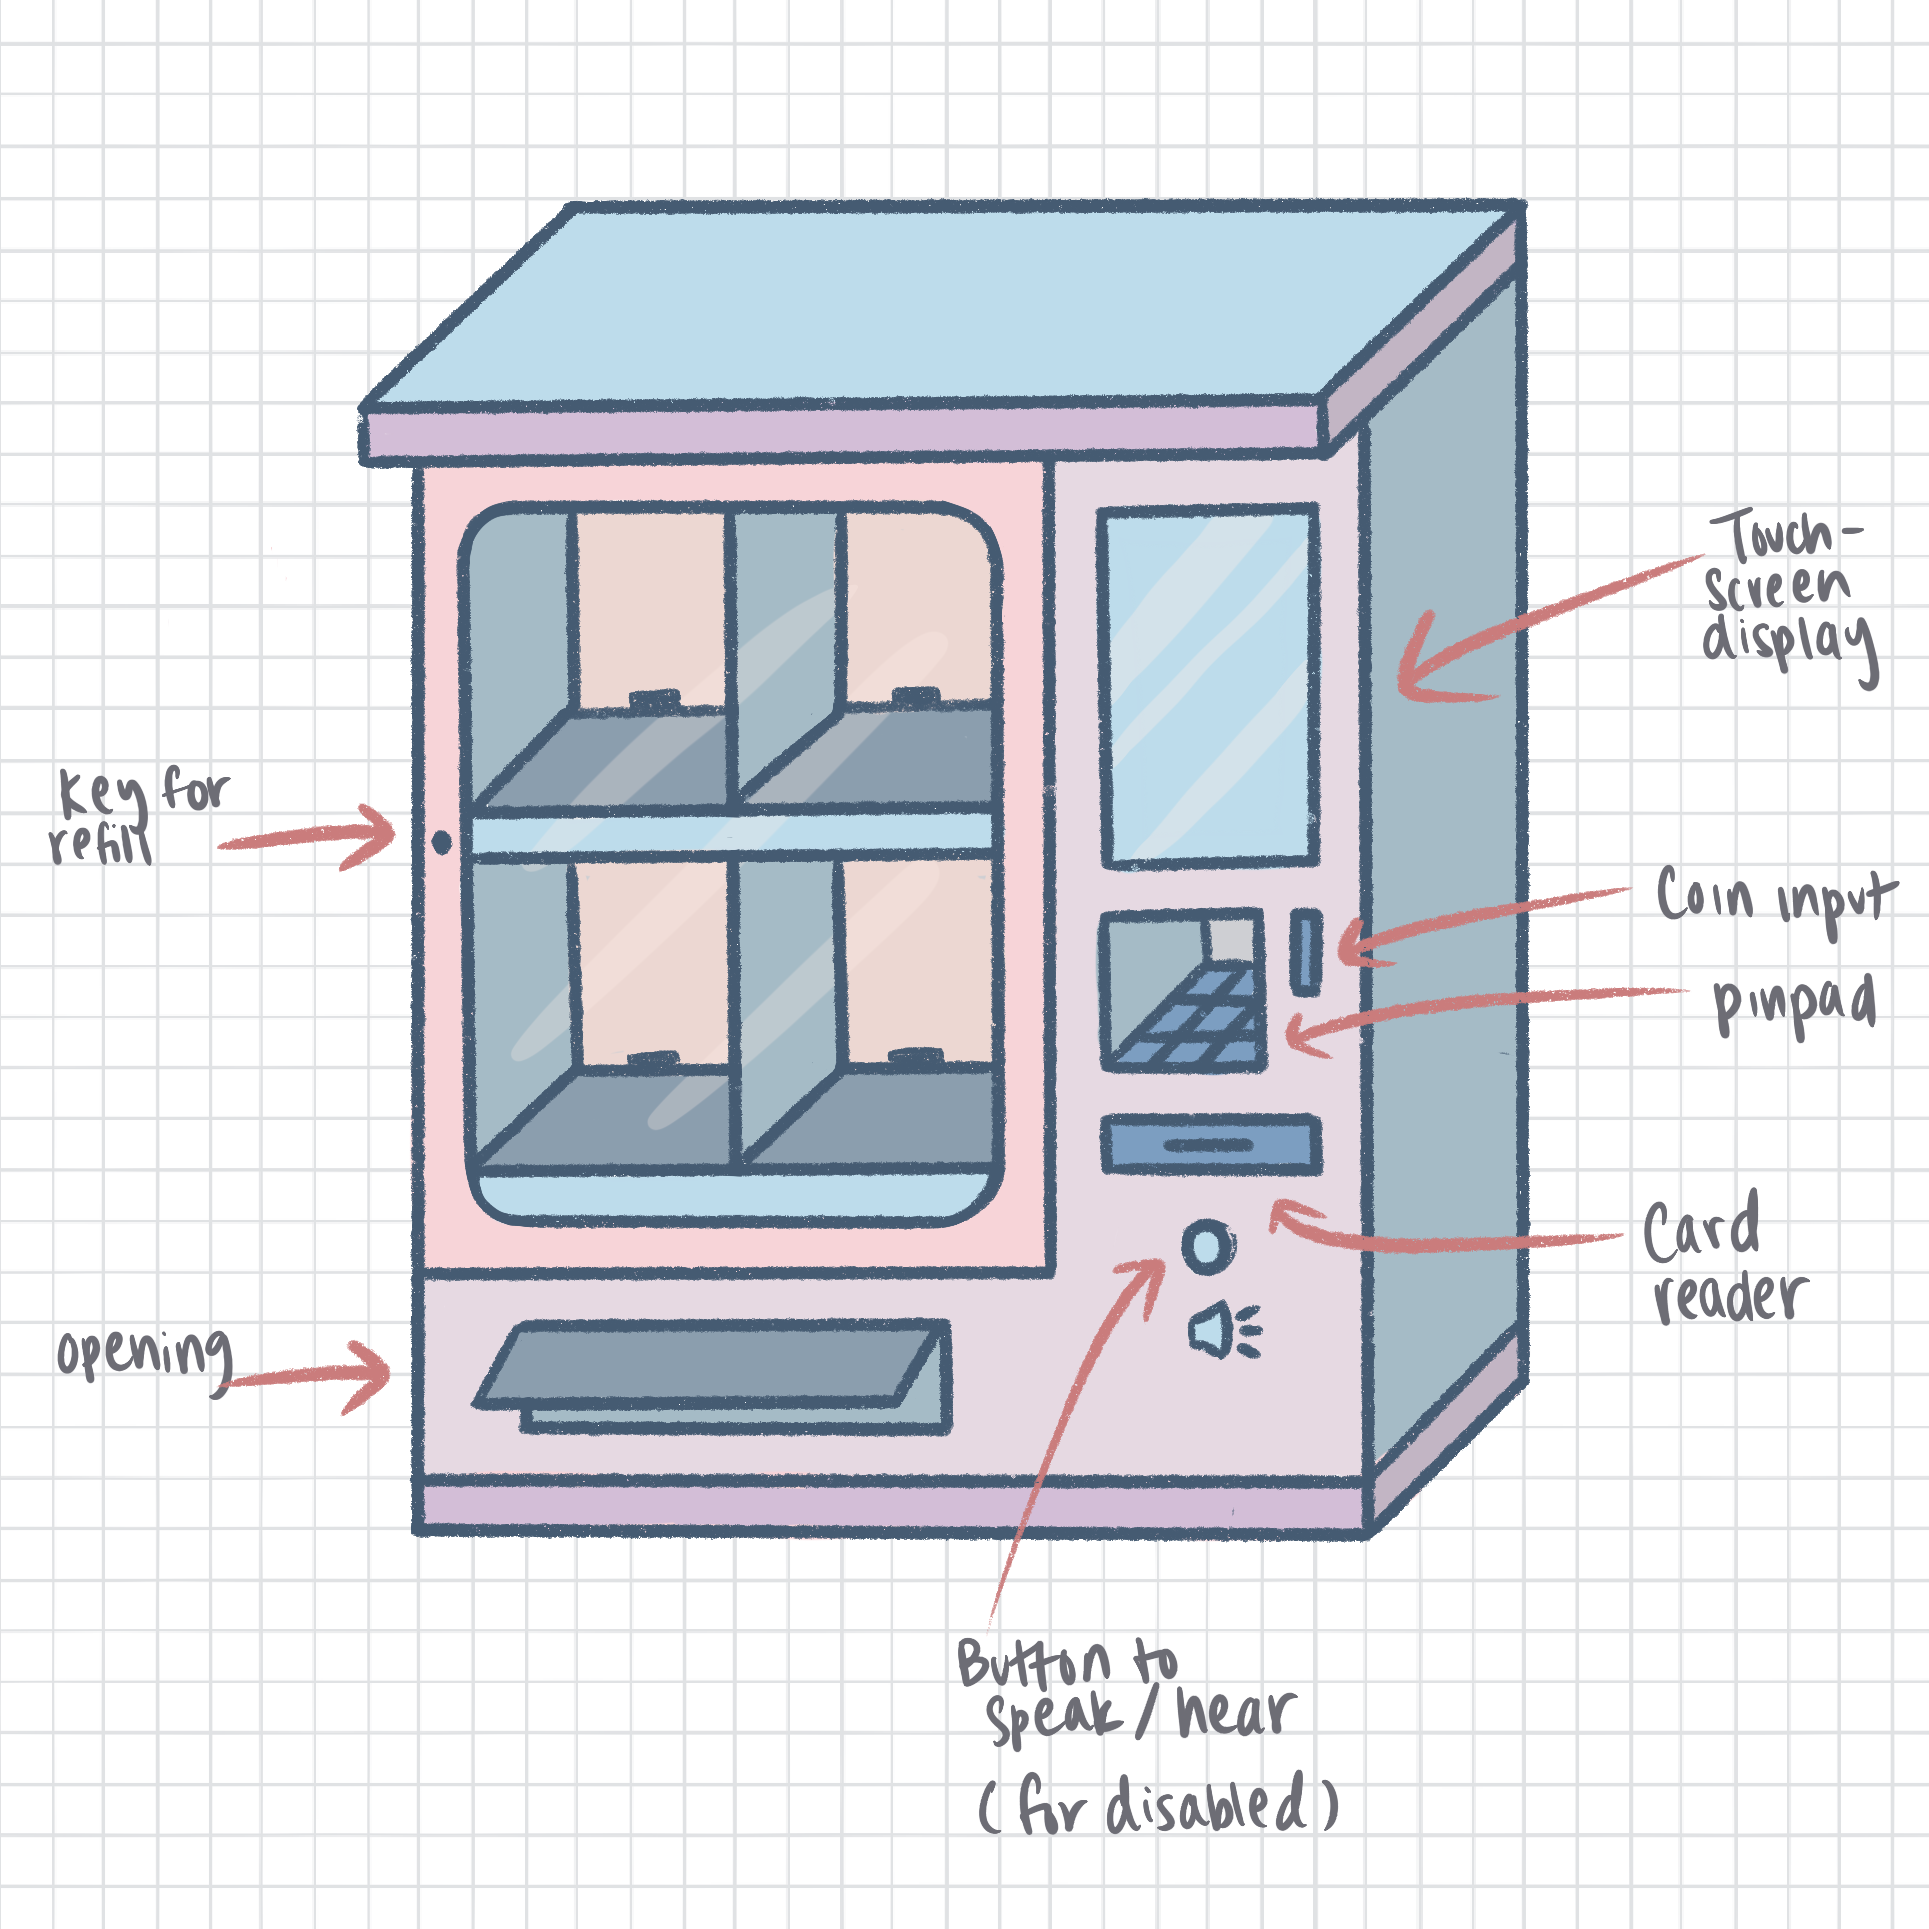 Touch-
screen
display
key for
refill
Coin input
pinpad
Card
reader
opening
Button to
speak/hear
(for disabled)